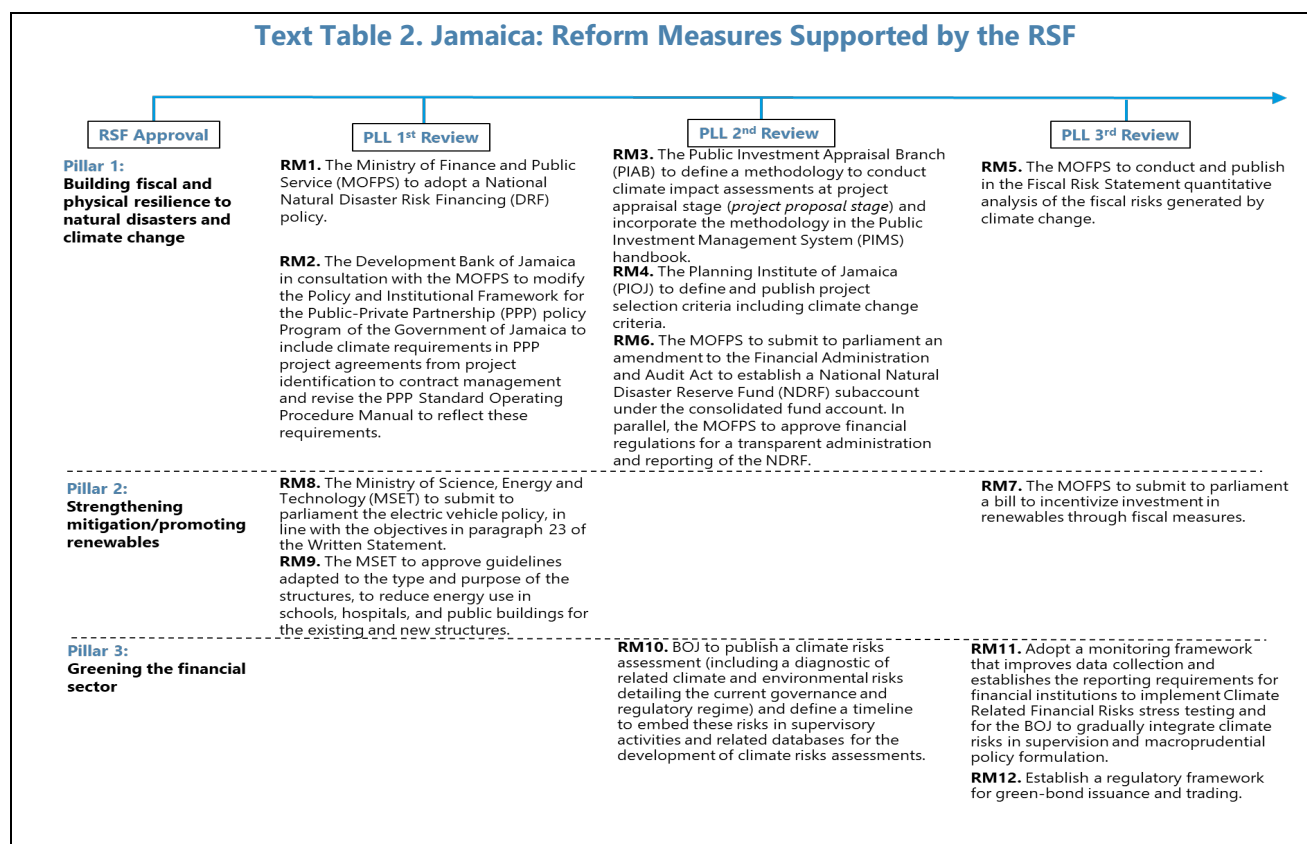 Text Table 2. Jamaica: Reform Measures Supported by the RSF
RSF Approval
PLL 1st Review
PLL 2nd Review
PLL 3rd Review
Pillar 1:
Building fiscal and
physical resilience to
natural disasters and
climate change
RM1. The Ministry of Finance and Public
Service (MOFPS) to adopt a National
Natural Disaster Risk Financing (DRF)
policy.
RM2. The Development Bank of Jamaica
in consultation with the MOFPS to modify
the Policy and Institutional Framework for
the Public-Private Partnership (PPP) policy
Program of the Government of Jamaica to
include climate requirements in PPP
project agreements from project
identification to contract management
and revise the PPP Standard Operating
Procedure Manual to reflect these
requirements.
RM3. The Public Investment Appraisal Branch
(PIAB) to define a methodology to conduct
climate impact assessments at project
appraisal stage (project proposal stage) and
incorporate the methodology in the Public
Investment Management System (PIMS)
handbook.
RM4. The Planning Institute of Jamaica
(PIOJ) to define and publish project
selection criteria including climate change
criteria.
RM6. The MOFPS to submit to parliament an
amendment to the Financial Administration
and Audit Act to establish a National Natural
Disaster Reserve Fund (NDRF) subaccount
under the consolidated fund account. In
parallel, the MOFPS to approve financial
regulations for a transparent administration
and reporting of the NDRF.
RM5. The MOFPS to conduct and publish
in the Fiscal Risk Statement quantitative
analysis of the fiscal risks generated by
climate change.
Pillar 2:
Strengthening
mitigation/promoting
renewables
RM8. The Ministry of Science, Energy and
Technology (MSET) to submit to
parliament the electric vehicle policy, in
line with the objectives in paragraph 23 of
the Written Statement.
RM9. The MSET to approve guidelines
adapted to the type and purpose of the
structures, to reduce energy use in
schools, hospitals, and public buildings for
the existing and new structures.
RM7. The MOFPS to submit to parliament
a bill to incentivize investment in
renewables through fiscal measures.
Pillar 3:
Greening the financial
sector
RM10. BOJ to publish a climate risks
assessment (including a diagnostic of
related climate and environmental risks
detailing the current governance and
regulatory regime) and define a timeline
to embed these risks in supervisory
activities and related databases for the
development of climate risks assessments.
RM11. Adopt a monitoring framework
that improves data collection and
establishes the reporting requirements for
financial institutions to implement Climate
Related Financial Risks stress testing and
for the BOJ to gradually integrate climate
risks in supervision and macroprudential
policy formulation.
RM12. Establish a regulatory framework
for green-bond issuance and trading.